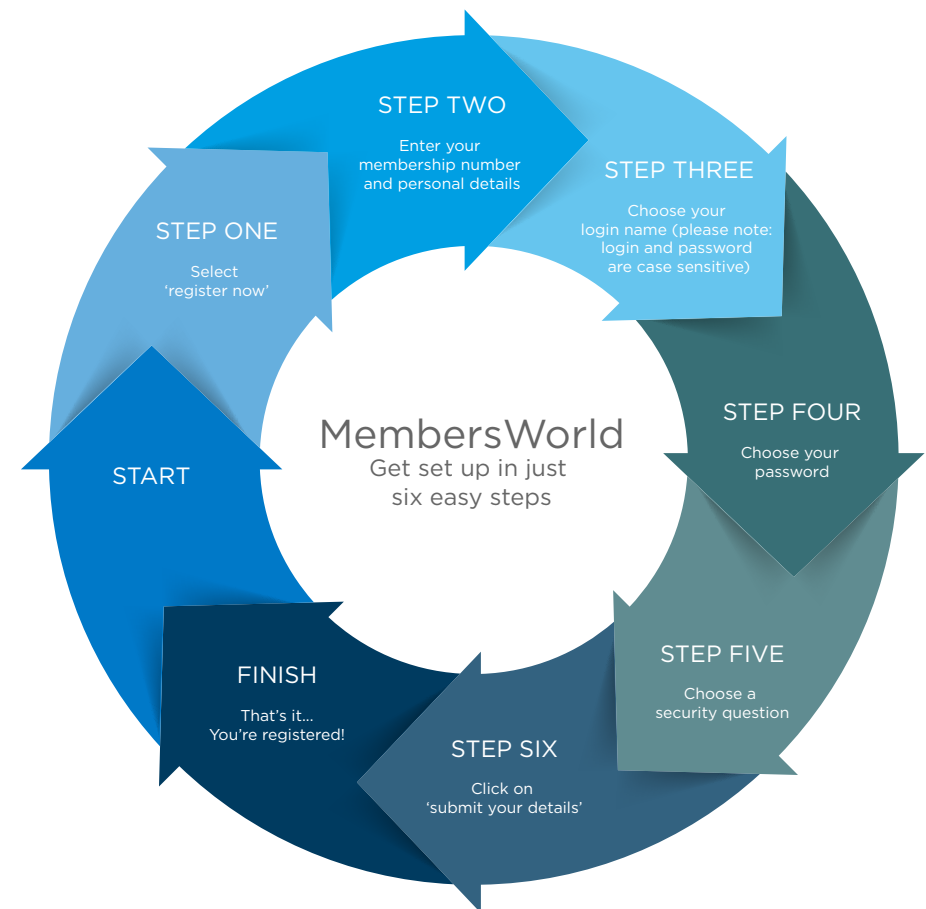 MembersWorld
Get set up in just
six easy steps
START
STEP ONE
Select
‘register now’
STEP TWO
Enter your
membership number
and personal details
STEP THREE
Choose your
login name (please note:
login and password
are case sensitive)
STEP FOUR
Choose your
password
STEP FIVE
Choose a
security question
STEP SIX
Click on
‘submit your details’
FINISH
That’s it...
You’re registered!